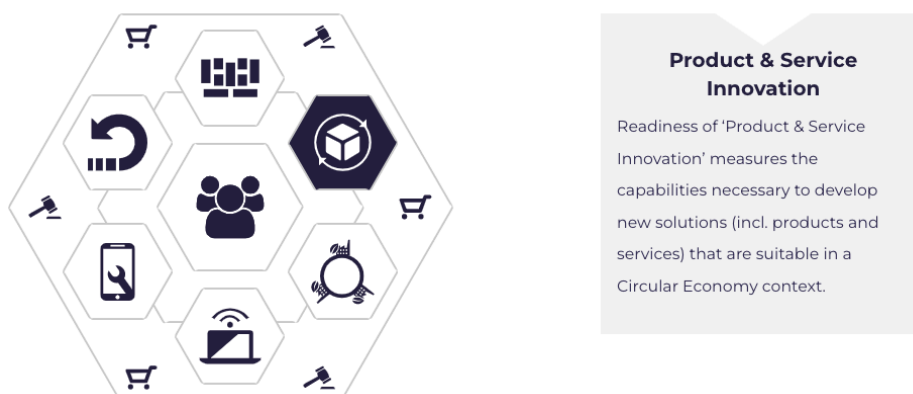 Product & Service
Innovation
Readiness of ‘Product & Service
Innovation’ measures the
capabilities necessary to develop
new solutions (incl. products and
services) that are suitable in a
Circular Economy context.